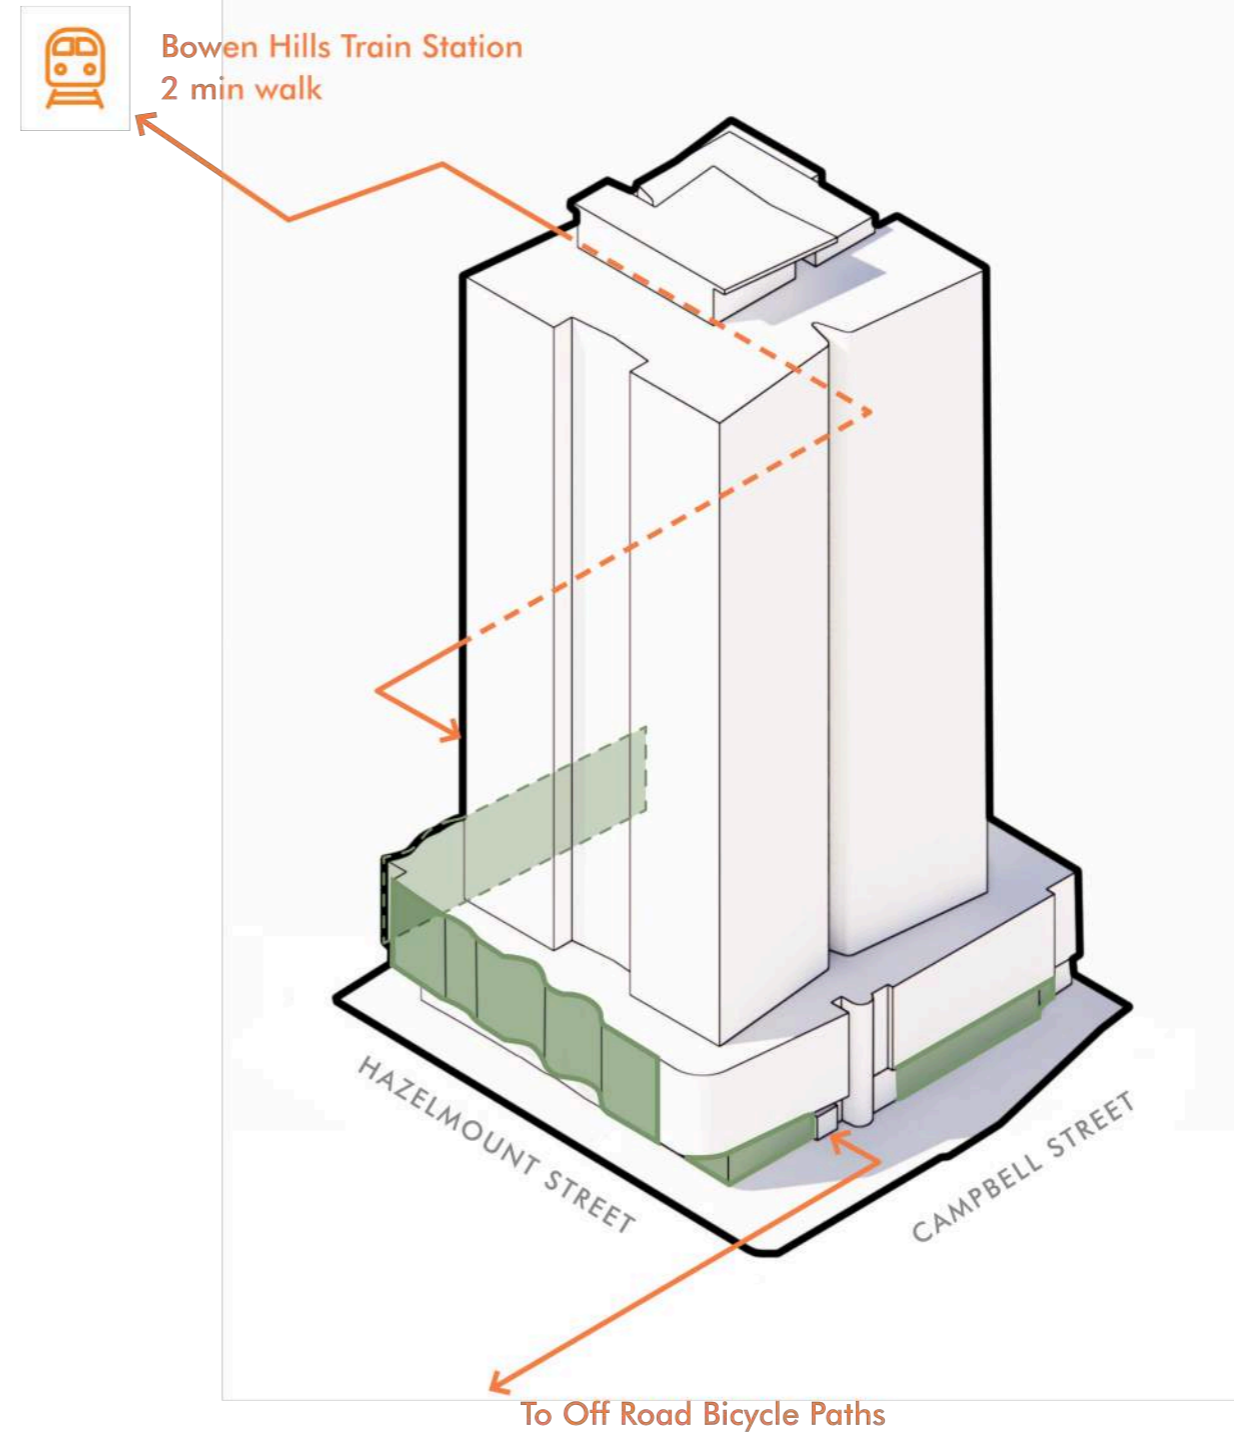 Bowen Hills Train Station
2 min walk
HAZELMOUNT STREET
CAMPBELL STREET
To Off Road Bicycle Paths